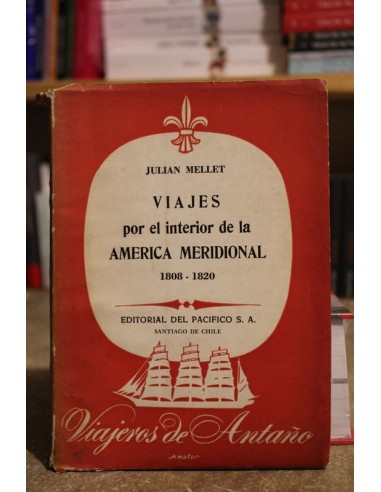 JULIAN MELLET
VIAJES
por el interior de la
AMERICA MERIDIONAL
1808 - 1820
EDITORIAL DEL PACIFICO S. A.
SANTIAGO DE CHILE
Viajeros de Antaño
Amster